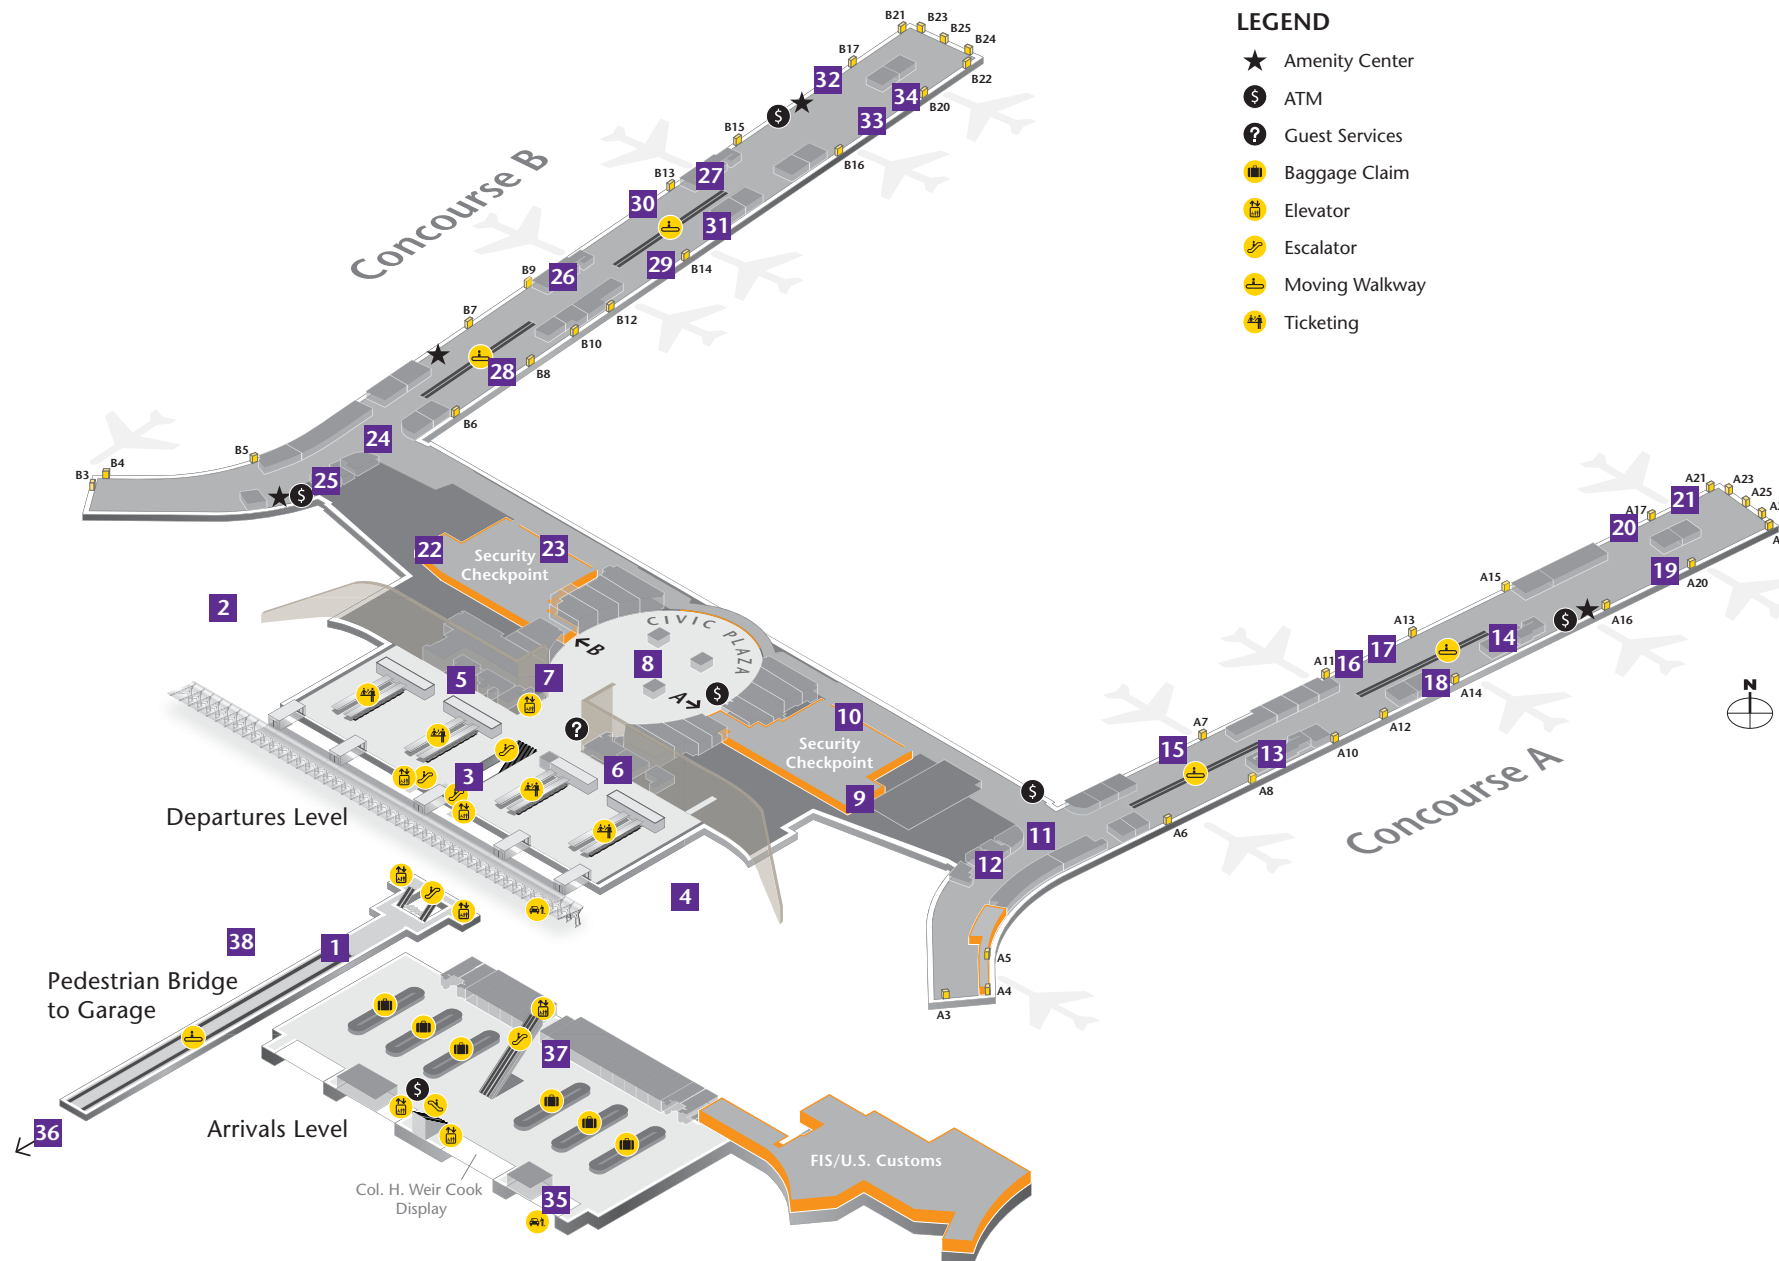 LEGEND
Amenity Center
$ ATM
? Guest Services
Baggage Claim
Elevator
Escalator
Moving Walkway
Ticketing
Concourse B
B21
B23
B25
B24
B22
B17
32
34
B20
33
$
B15
B16
27
B13
30
31
29
B14
B9
26
B12
B7
B10
28
B8
B6
24
B5
B4
B3
25
$
22
23
Security
Checkpoint
2
CIVIC PLAZA
B
8
7
5
A
$
?
10
Security
Checkpoint
6
3
9
Departures Level
4
$
11
12
A5
A4
A3
A21
A23
A25
21
A17
20
19
A20
A15
A16
$
A13
14
17
16
A11
18
A14
A12
A7
15
13
A10
A8
A6
Concourse A
N
38
1
Pedestrian Bridge
to Garage
36
37
$
Arrivals Level
Col. H. Weir Cook
Display
35
FIS/U.S. Customs